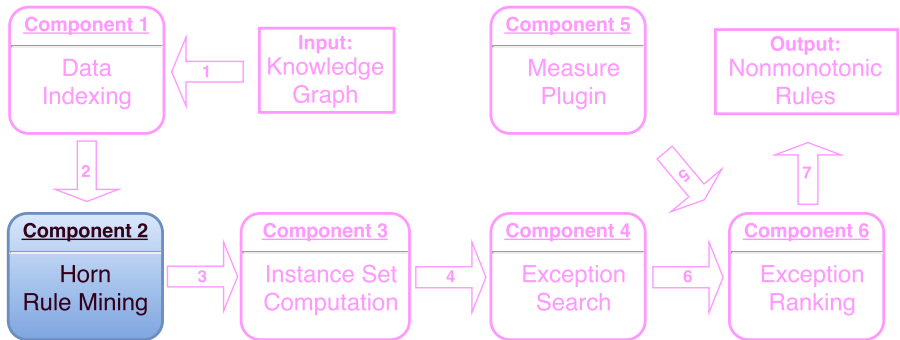 Component 1
Data
Indexing
1
Input:
Knowledge
Graph
Component 5
Measure
Plugin
Output:
Nonmonotonic
Rules
2
5
7
Component 2
Horn
Rule Mining
3
Component 3
Instance Set
Computation
4
Component 4
Exception
Search
6
Component 6
Exception
Ranking